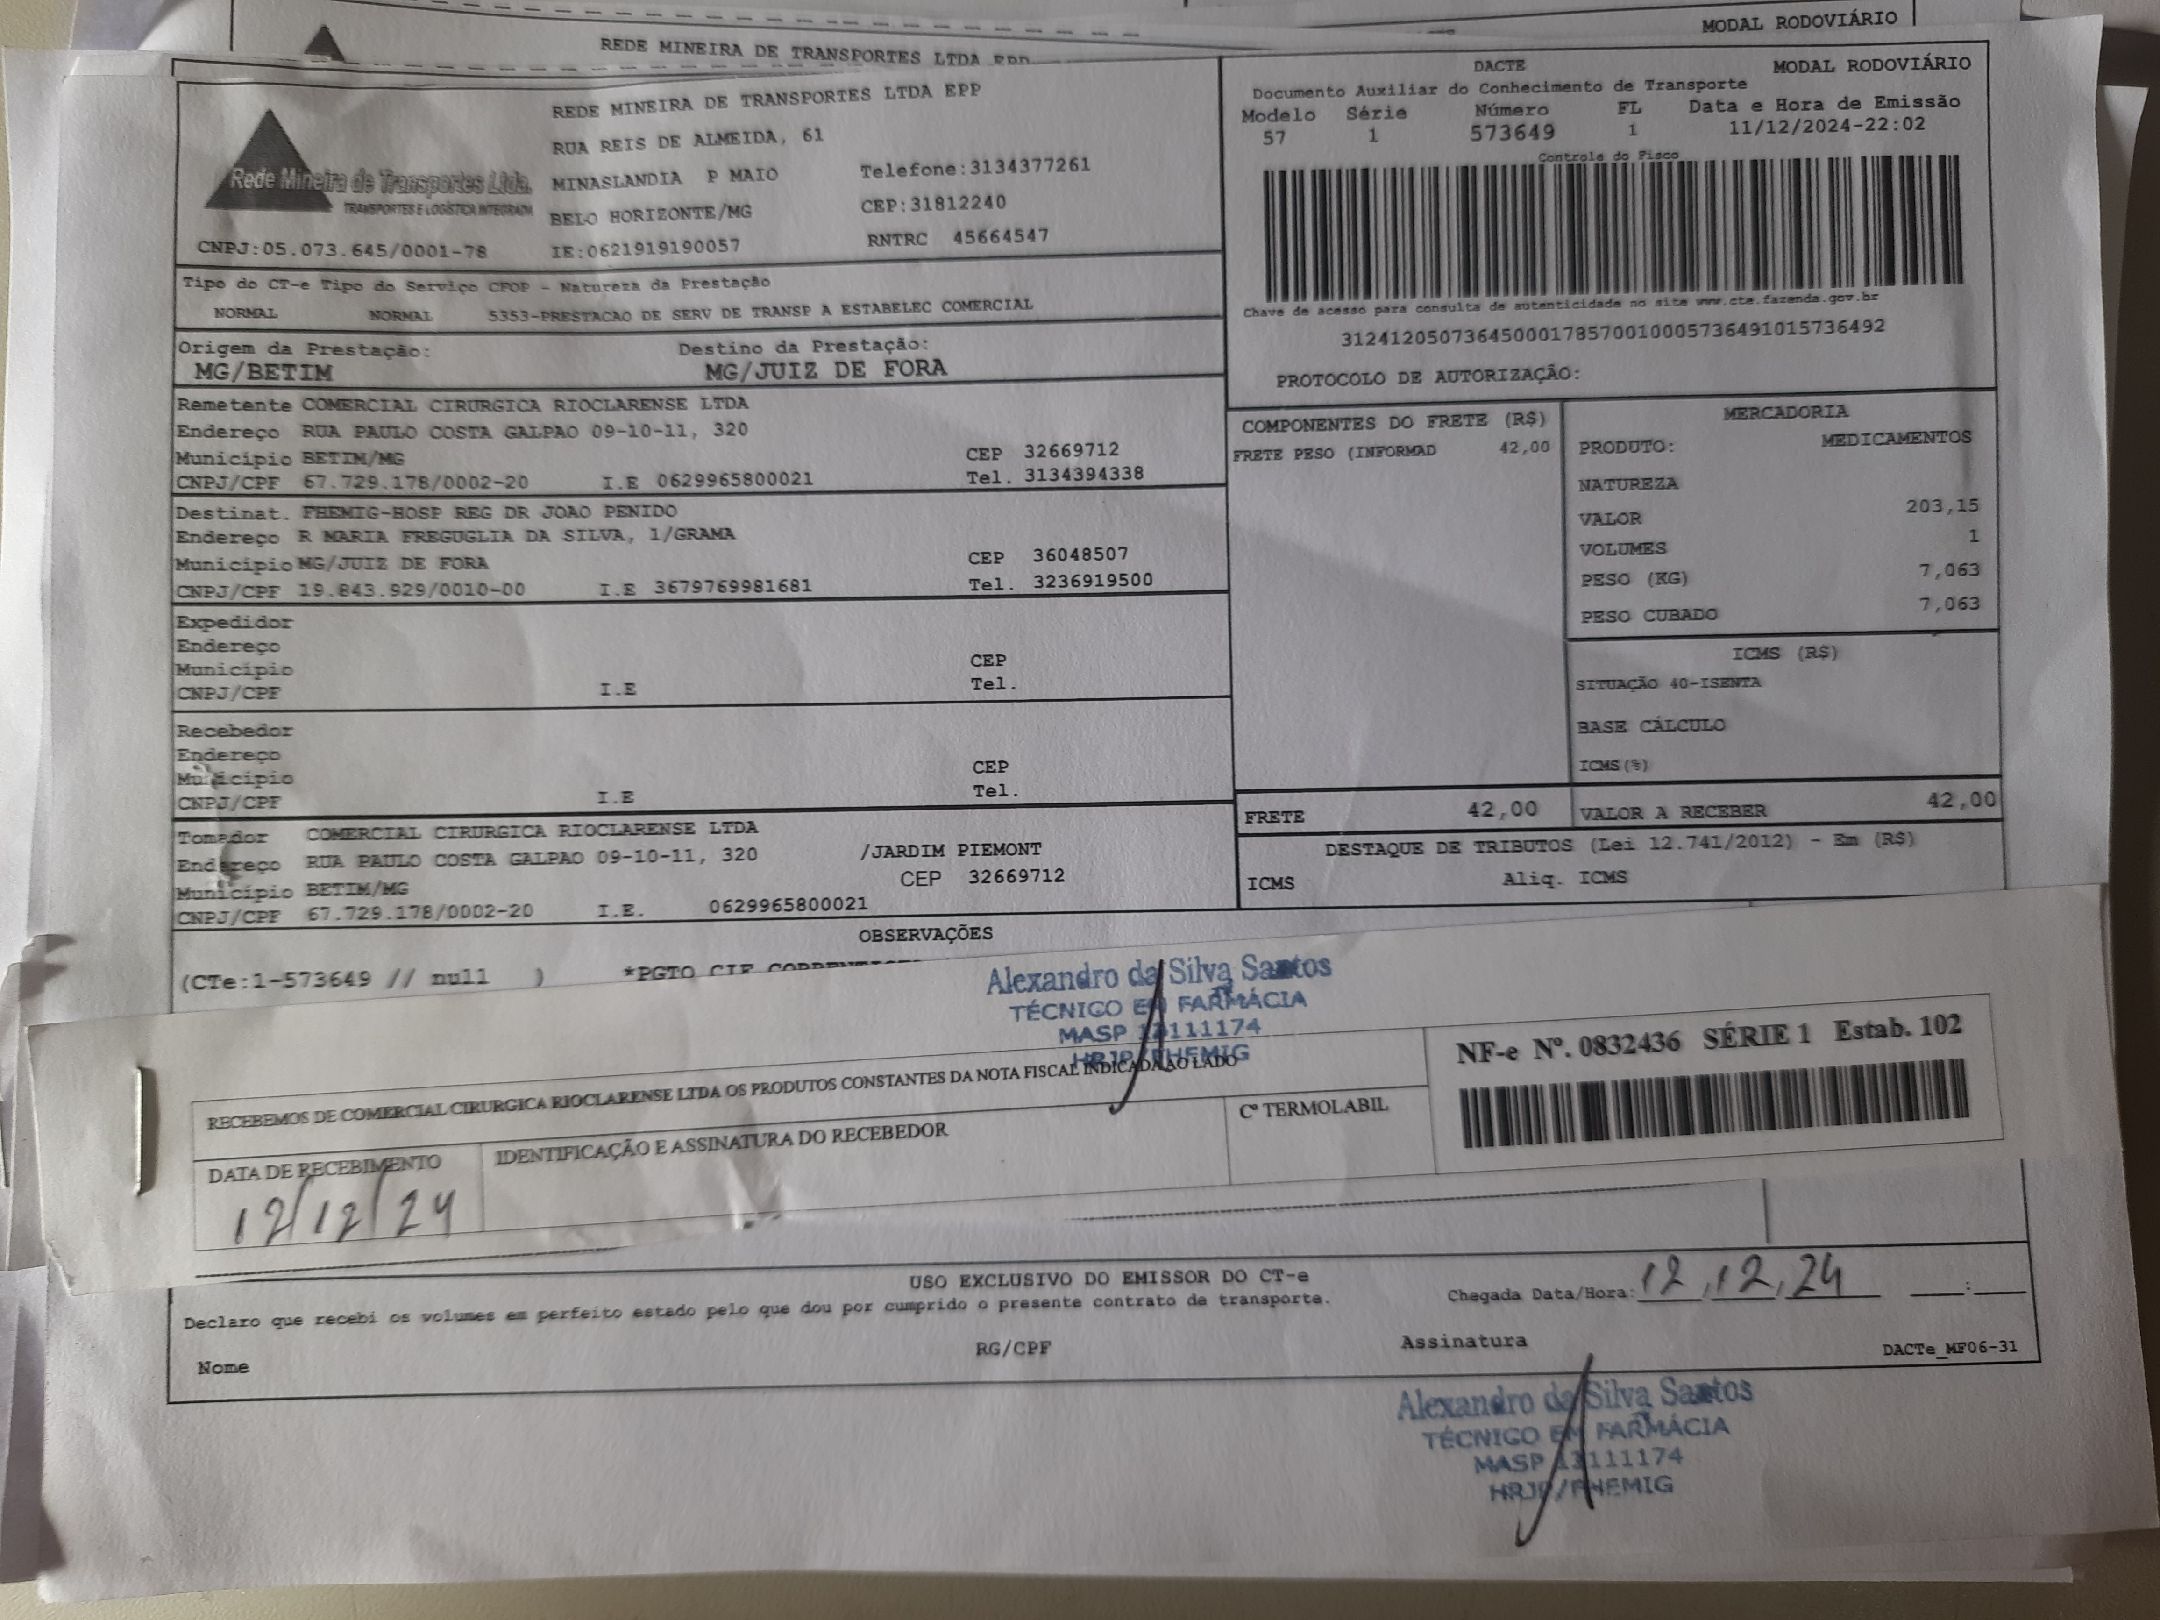 MODAL RODOVIÁRIO
REDE MINEIRA DE TRANSPORTES LTDA EPP
REDE MINEIRA DE TRANSPORTES LTDA EPP
RUA REIS DE ALMEIDA, 61
MINASLANDIA P MAIO Telefone:3134377261
BELO HORIZONTE/MG CEP:31812240
Rede Mineira de Transportes Ltda.
TRANSPORTES E LOGÍSTICA INTEGRADA
CNPJ:05.073.645/0001-78 IE:0621919190057 RNTRC 45664547
DACTE MODAL RODOVIÁRIO
Documento Auxiliar do Conhecimento de Transporte
Modelo Série Número FL Data e Hora de Emissão
57 1 573649 1 11/12/2024-22:02
Controle do Fisco
Chave de acesso para consulta de autenticidade no site www.cte.fazenda.gov.br
31241205073645000178570010005736491015736492
PROTOCOLO DE AUTORIZAÇÃO:
Tipo do CT-e Tipo do Serviço CFOP - Natureza da Prestação
NORMAL NORMAL 5353-PRESTACAO DE SERV DE TRANSP A ESTABELEC COMERCIAL
Origem da Prestação: Destino da Prestação:
MG/BETIM MG/JUIZ DE FORA
Remetente COMERCIAL CIRURGICA RIOCLARENSE LTDA
Endereço RUA PAULO COSTA GALPAO 09-10-11, 320
Município BETIM/MG CEP 32669712
CNPJ/CPF 67.729.178/0002-20 I.E 0629965800021 Tel. 3134394338
Destinat. FHEMIG-HOSP REG DR JOAO PENIDO
Endereço R MARIA FREGUGLIA DA SILVA, 1/GRAMA
Município MG/JUIZ DE FORA CEP 36048507
CNPJ/CPF 19.843.929/0010-00 I.E 3679769981681 Tel. 3236919500
Expedidor
Endereço
Município CEP
CNPJ/CPF I.E Tel.
Recebedor
Endereço
Município CEP
CNPJ/CPF I.E Tel.
Tomador COMERCIAL CIRURGICA RIOCLARENSE LTDA
Endereço RUA PAULO COSTA GALPAO 09-10-11, 320 /JARDIM PIEMONT
Município BETIM/MG CEP 32669712
CNPJ/CPF 67.729.178/0002-20 I.E. 0629965800021
COMPONENTES DO FRETE (R$)
FRETE PESO (INFORMAD 42,00
MERCADORIA
PRODUTO: MEDICAMENTOS
NATUREZA
VALOR 203,15
VOLUMES 1
PESO (KG) 7,063
PESO CUBADO 7,063
ICMS (R$)
SITUAÇÃO 40-ISENTA
BASE CÁLCULO
ICMS(%)
FRETE 42,00 VALOR A RECEBER 42,00
DESTAQUE DE TRIBUTOS (Lei 12.741/2012) - Em (R$)
ICMS Aliq. ICMS
OBSERVAÇÕES
(CTe:1-573649 // null ) *PGTO CIF
Alexandro da Silva Santos
TÉCNICO EM FARMÁCIA
MASP 13111174
HRJP/FHEMIG
RECEBEMOS DE COMERCIAL CIRURGICA RIOCLARENSE LTDA OS PRODUTOS CONSTANTES DA NOTA FISCAL INDICADA AO LADO
NF-e Nº. 0832436 SÉRIE 1 Estab. 102
DATA DE RECEBIMENTO IDENTIFICAÇÃO E ASSINATURA DO RECEBEDOR Cº TERMOLABIL
12/12/24
USO EXCLUSIVO DO EMISSOR DO CT-e
Declaro que recebi os volumes em perfeito estado pelo que dou por cumprido o presente contrato de transporte. Chegada Data/Hora: 12,12,24 :
Nome RG/CPF Assinatura DACTe_MF06-31
Alexandro da Silva Santos
TÉCNICO EM FARMÁCIA
MASP 13111174
HRJP/FHEMIG